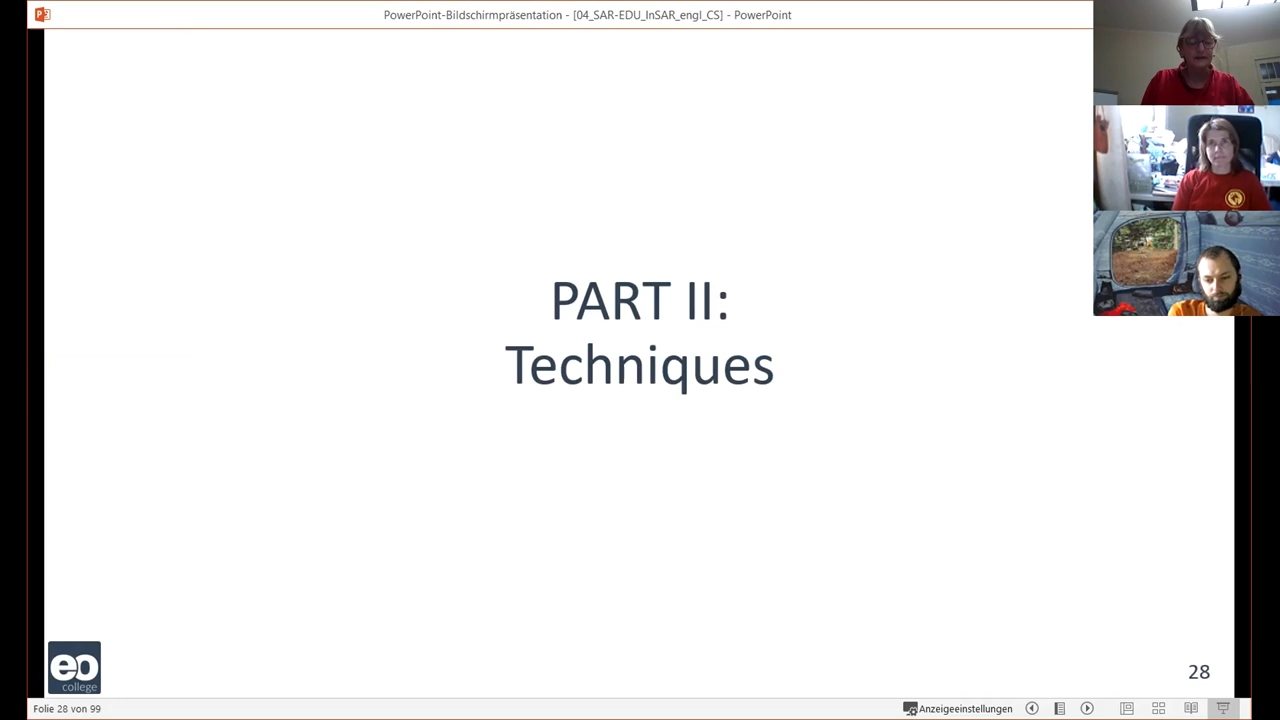 PowerPoint-Bildschirmpräsentation - [04_SAR-EDU_InSAR_engl_CS] - PowerPoint
PART II:
Techniques
eo
college
28
Folie 28 von 99
Anzeigeeinstellungen